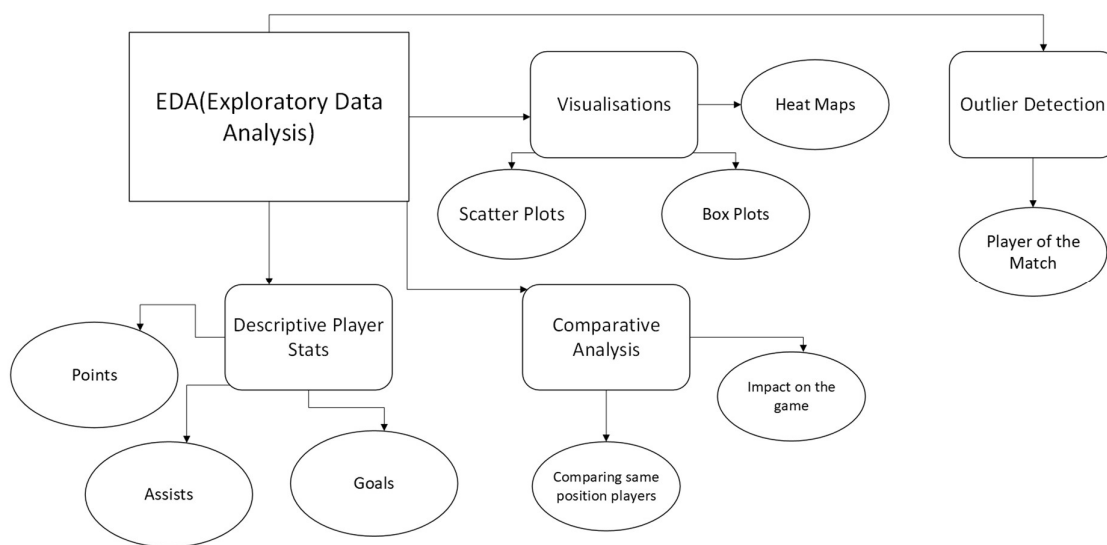 EDA(Exploratory Data
Analysis)
Visualisations
Heat Maps
Outlier Detection
Scatter Plots
Box Plots
Player of the
Match
Descriptive Player
Stats
Comparative
Analysis
Points
Impact on the
game
Assists
Goals
Comparing same
position players